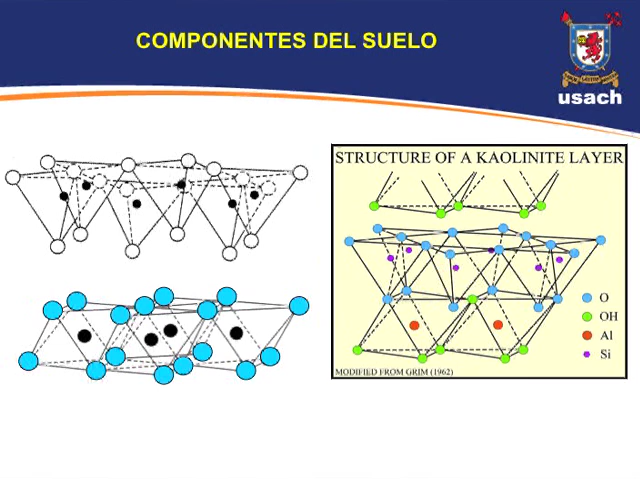 COMPONENTES DEL SUELO
usach
STRUCTURE OF A KAOLINITE LAYER
O
OH
Al
Si
MODIFIED FROM GRIM (1962)